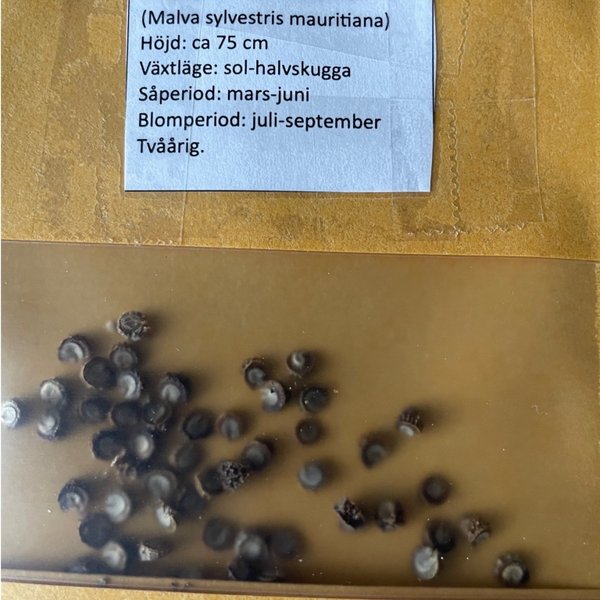 (Malva sylvestris mauritiana)
Höjd: ca 75 cm
Växtläge: sol-halvskugga
Såperiod: mars-juni
Blomperiod: juli-september
Tvåårig.